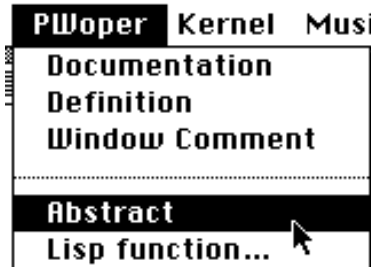 PWoper Kernel Musi
Documentation
Definition
Window Comment
Abstract
Lisp function...